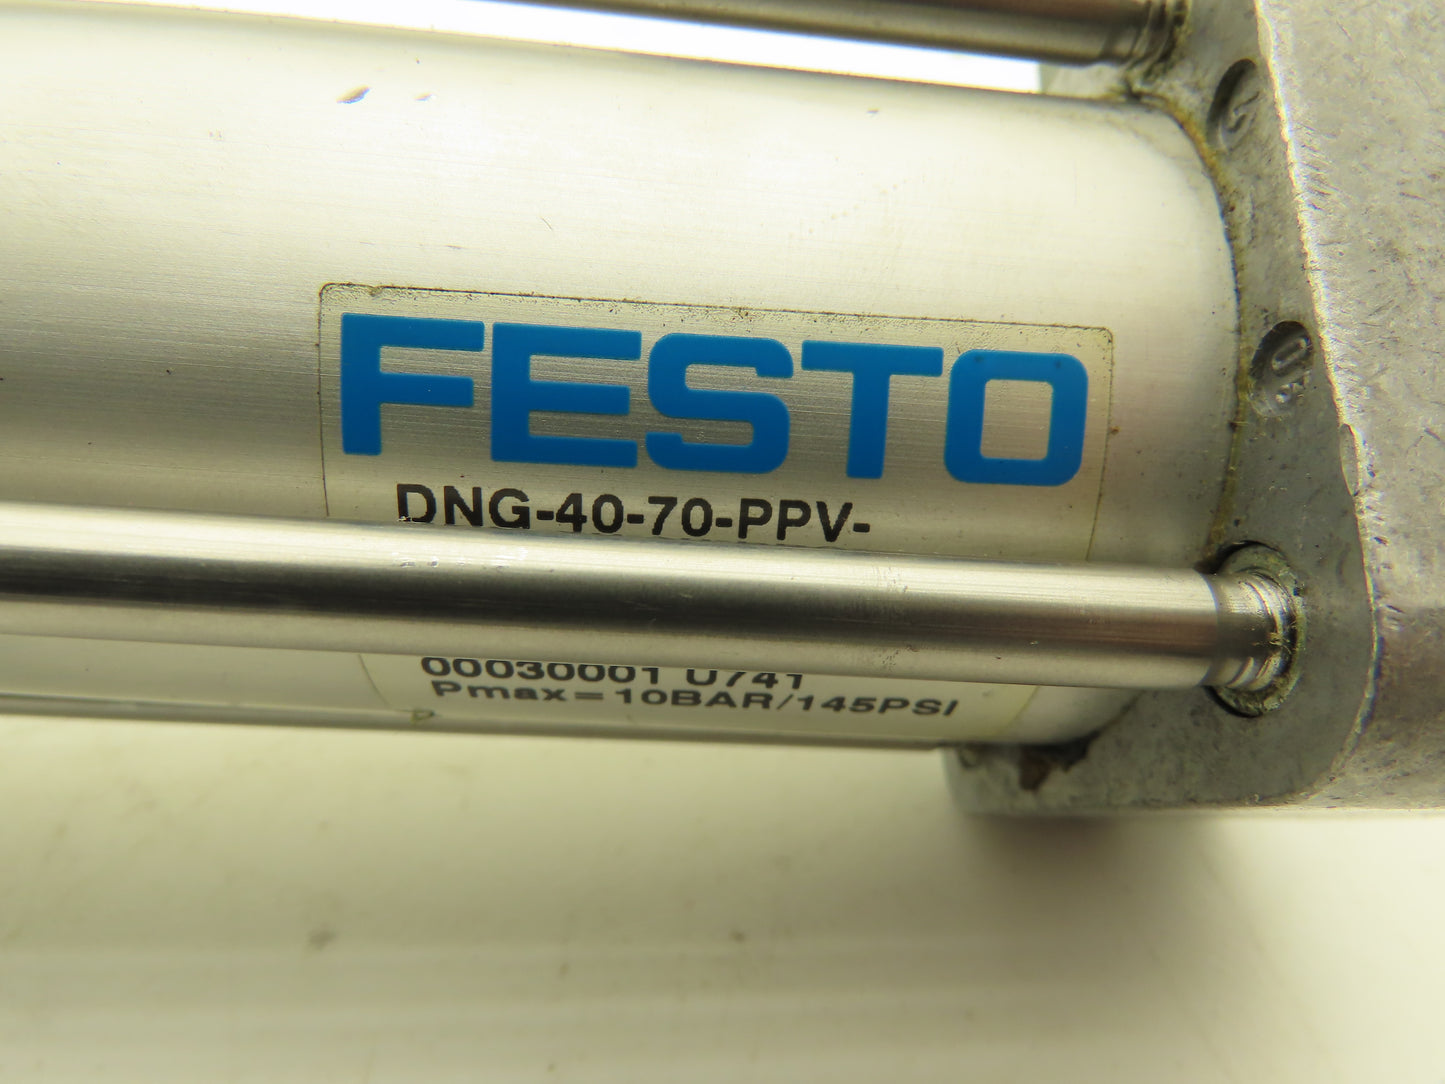 FESTO
DNG-40-70-PPV-
00030001 U741
Pmax=10BAR/145PSI